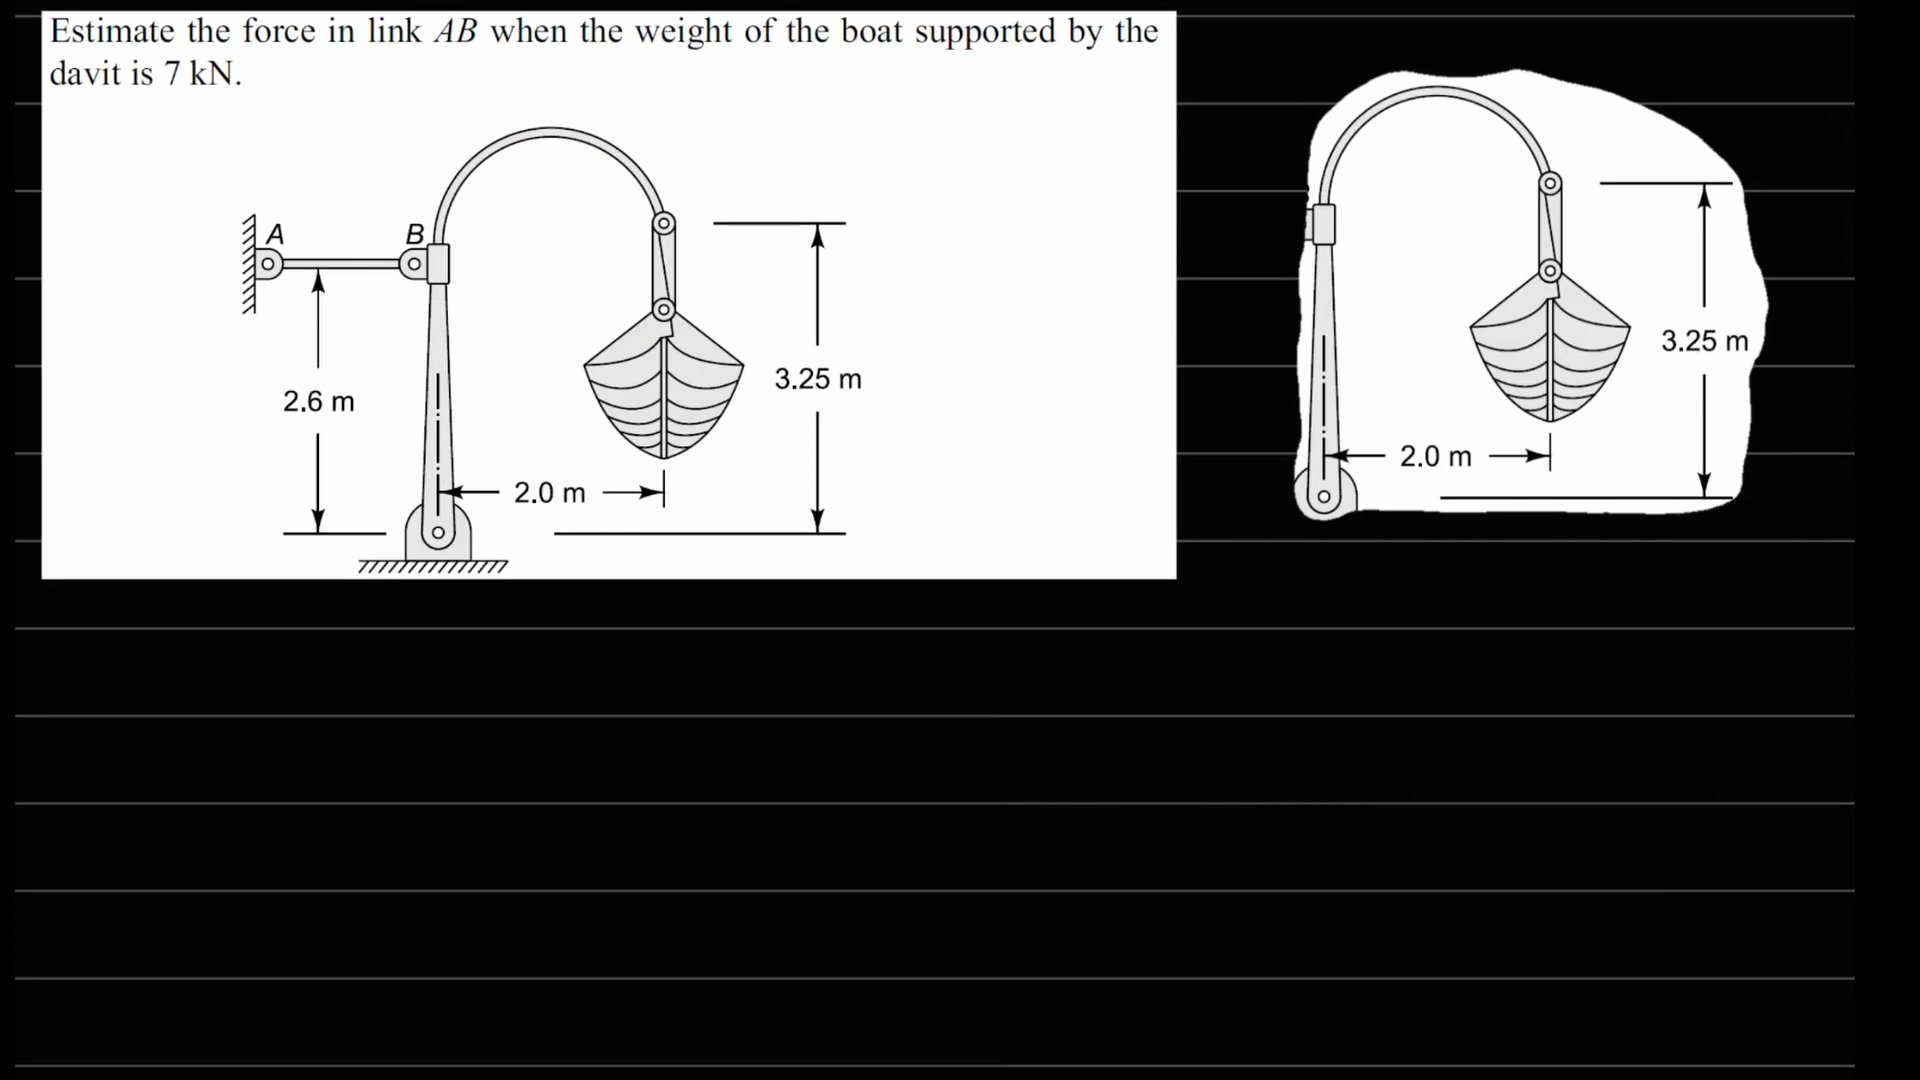 Estimate the force in link AB when the weight of the boat supported by the
davit is 7 kN.
A
B
2.6 m
2.0 m
3.25 m
2.0 m
3.25 m